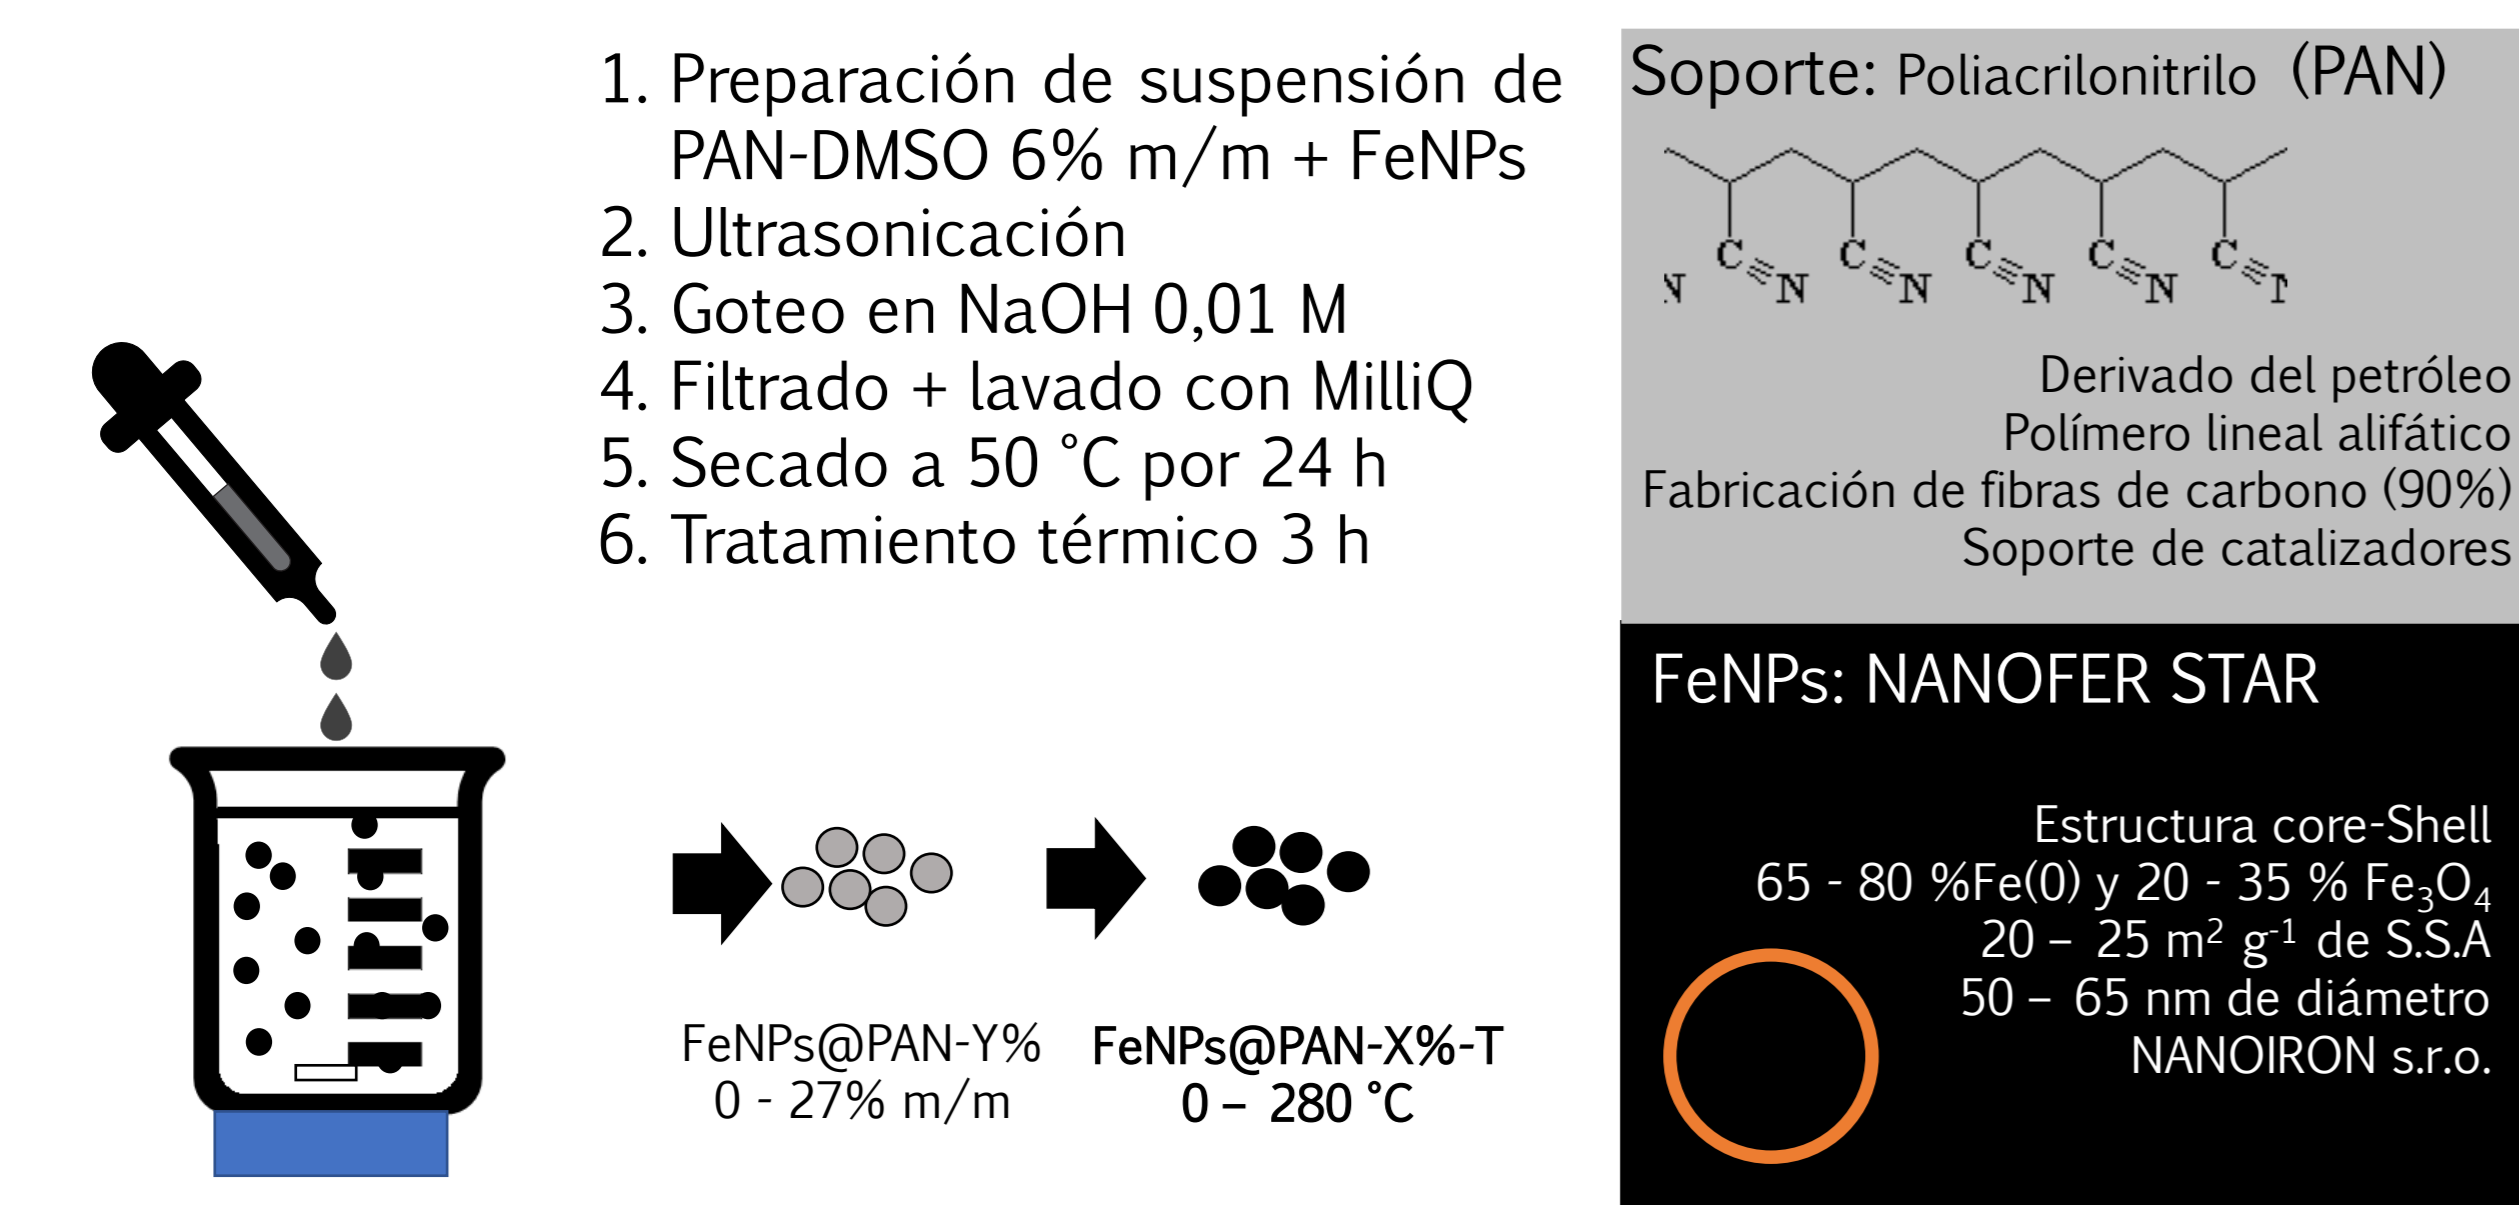 1. Preparación de suspensión de
PAN-DMSO 6% m/m + FeNPs
2. Ultrasonicación
3. Goteo en NaOH 0,01 M
4. Filtrado + lavado con MilliQ
5. Secado a 50 ˚C por 24 h
6. Tratamiento térmico 3 h
FeNPs@PAN-Y%
0 - 27% m/m
FeNPs@PAN-X%-T
0 – 280 ˚C
Soporte: Poliacrilonitrilo (PAN)
C C C C C
N N N N N N
Derivado del petróleo
Polímero lineal alifático
Fabricación de fibras de carbono (90%)
Soporte de catalizadores
FeNPs: NANOFER STAR
Estructura core-Shell
65 - 80 %Fe(0) y 20 - 35 % Fe₃O₄
20 – 25 m² g⁻¹ de S.S.A
50 – 65 nm de diámetro
NANOIRON s.r.o.